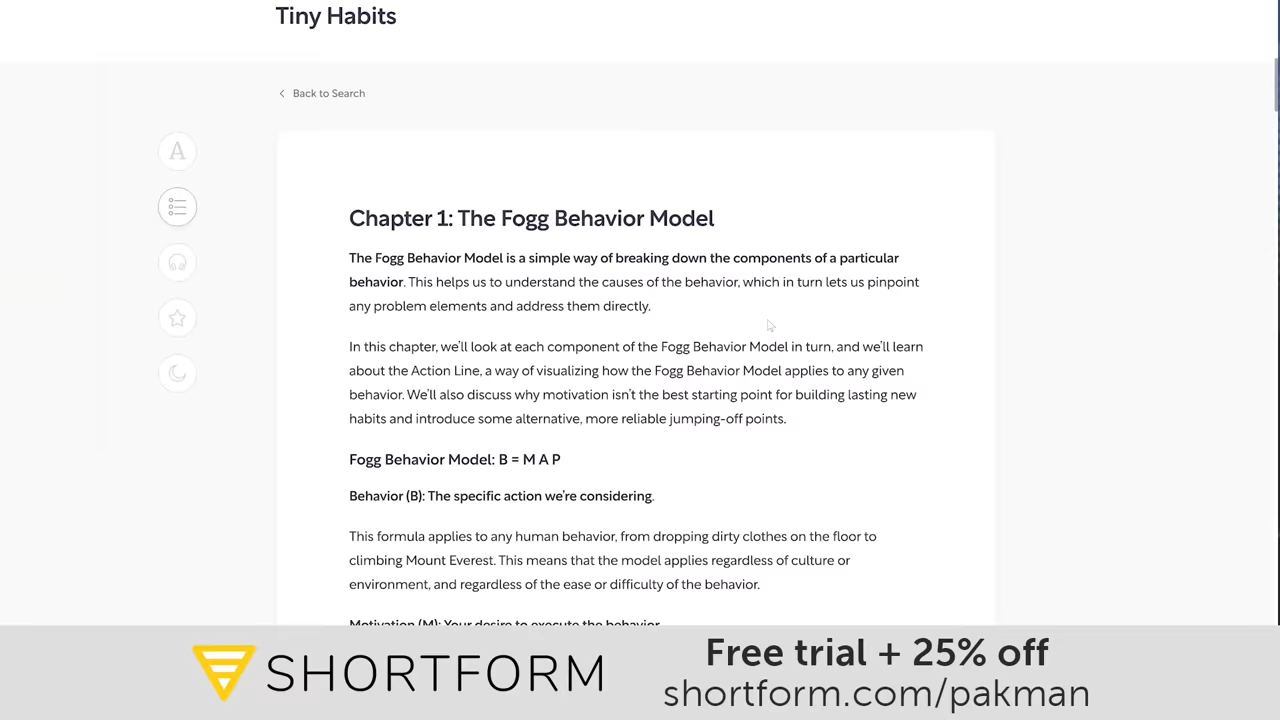 Tiny Habits
Back to Search
A
Chapter 1: The Fogg Behavior Model
The Fogg Behavior Model is a simple way of breaking down the components of a particular
behavior. This helps us to understand the causes of the behavior, which in turn lets us pinpoint
any problem elements and address them directly.
In this chapter, we'll look at each component of the Fogg Behavior Model in turn, and we'll learn
about the Action Line, a way of visualizing how the Fogg Behavior Model applies to any given
behavior. We'll also discuss why motivation isn't the best starting point for building lasting new
habits and introduce some alternative, more reliable jumping-off points.
Fogg Behavior Model: B = M A P
Behavior (B): The specific action we're considering.
This formula applies to any human behavior, from dropping dirty clothes on the floor to
climbing Mount Everest. This means that the model applies regardless of culture or
environment, and regardless of the ease or difficulty of the behavior.
Motivation (M): Your desire to execute the behavior.
SHORTFORM
Free trial + 25% off
shortform.com/pakman